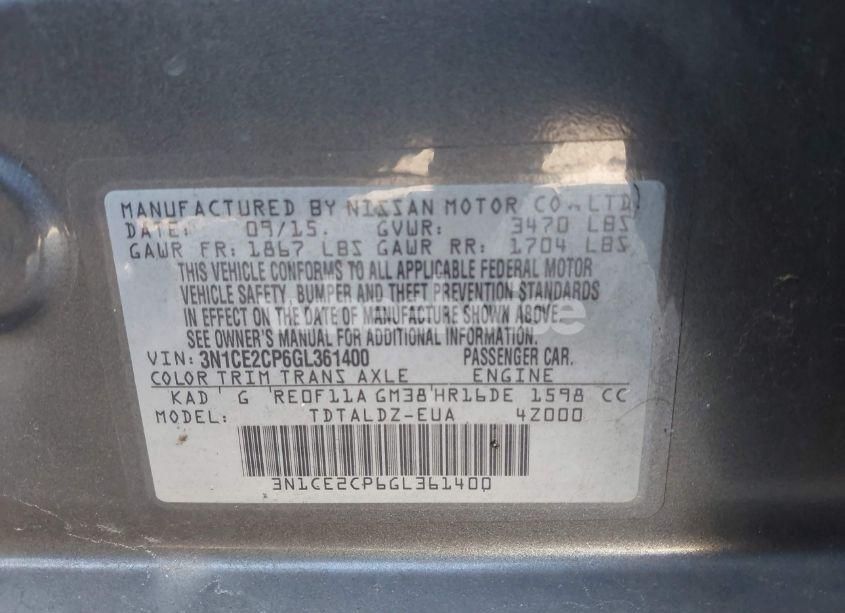 MANUFACTURED BY NISSAN MOTOR CO., LTD
DATE: 09/15. GVWR: 3470 LBS
GAWR FR: 1867 LBS GAWR RR: 1704 LBS
THIS VEHICLE CONFORMS TO ALL APPLICABLE FEDERAL MOTOR
VEHICLE SAFETY, BUMPER AND THEFT PREVENTION STANDARDS
IN EFFECT ON THE DATE OF MANUFACTURE SHOWN ABOVE.
SEE OWNER'S MANUAL FOR ADDITIONAL INFORMATION.
VIN: 3N1CE2CP6GL361400 PASSENGER CAR.
COLOR TRIM TRANS AXLE ENGINE
KAD G RE0F11A GM38 HR16DE 1598 CC
MODEL: TDTALDZ-EUA 4Z000
3N1CE2CP6GL361400